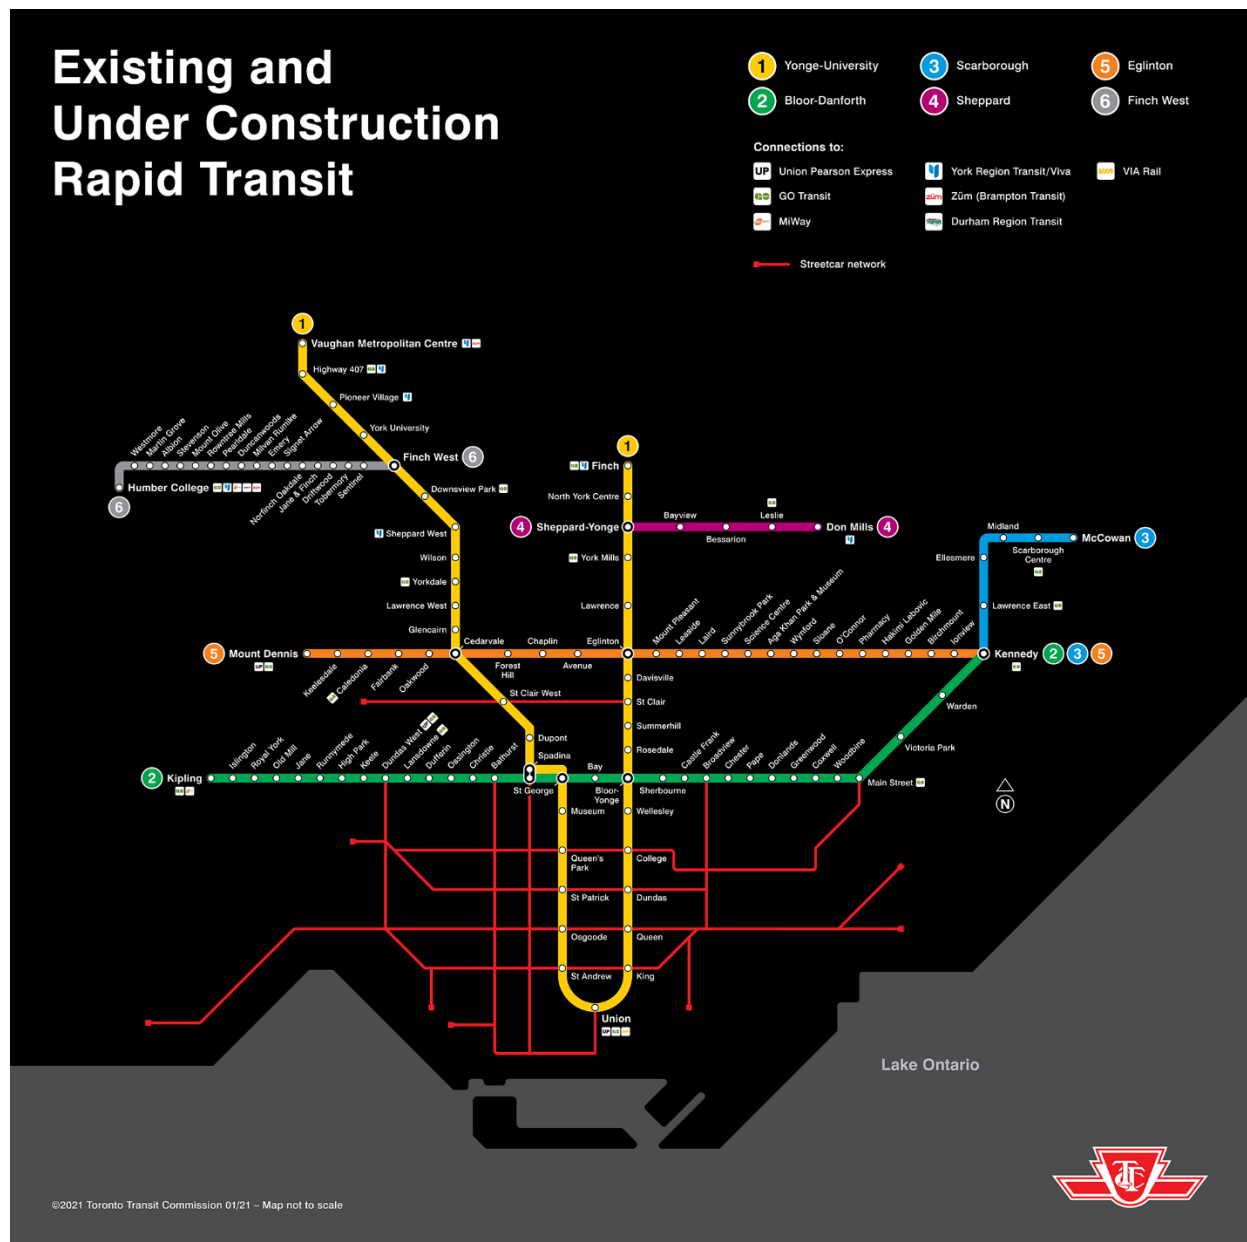 Existing and
Under Construction
Rapid Transit
1 Yonge-University
2 Bloor-Danforth
3 Scarborough
4 Sheppard
5 Eglinton
6 Finch West
Connections to:
UP Union Pearson Express
GO Transit
MiWay
York Region Transit/Viva
züm Züm (Brampton Transit)
Durham Region Transit
VIA Rail
Streetcar network
1
Vaughan Metropolitan Centre
Highway 407
Pioneer Village
York University
Finch West 6
Westmore
Martin Grove
Albion
Stevenson
Mount Olive
Rowntree Mills
Pearldale
Duncanwoods
Milvan Rumike
Emery
Signet Arrow
Norfinch Oakdale
Jane & Finch
Driftwood
Tobermory
Sentinel
Humber College
6
Downsview Park
Sheppard West
Wilson
Yorkdale
Lawrence West
Glencairn
Cedarvale
1
Finch
North York Centre
4 Sheppard-Yonge
Bayview
Bessarion
Leslie
Don Mills 4
York Mills
Lawrence
Eglinton
Midland
Scarborough
Centre
McCowan 3
Ellesmere
Lawrence East
Kennedy 2 3 5
5 Mount Dennis
UP
Keelesdale
Caledonia
Fairbank
Oakwood
Forest
Hill
Chaplin
Avenue
Mount Pleasant
Leaside
Laird
Sunnybrook Park
Science Centre
Aga Khan Park & Museum
Wynford
Sloane
O'Connor
Pharmacy
Hakimi Lebovic
Golden Mile
Birchmount
Ionview
Davisville
St Clair West
St Clair
Summerhill
Rosedale
Dupont
Spadina
Warden
Victoria Park
2 Kipling
Islington
Royal York
Old Mill
Jane
Runnymede
High Park
Keele
Dundas West UP
Lansdowne
Dufferin
Ossington
Christie
Bathurst
St George
Bay
Bloor-
Yonge
Sherbourne
Castle Frank
Broadview
Chester
Pape
Donlands
Greenwood
Coxwell
Woodbine
Main Street
N
Museum
Wellesley
Queen's
Park
College
St Patrick
Dundas
Osgoode
Queen
St Andrew
King
Union
UP
Lake Ontario
TTC
©2021 Toronto Transit Commission 01/21 – Map not to scale